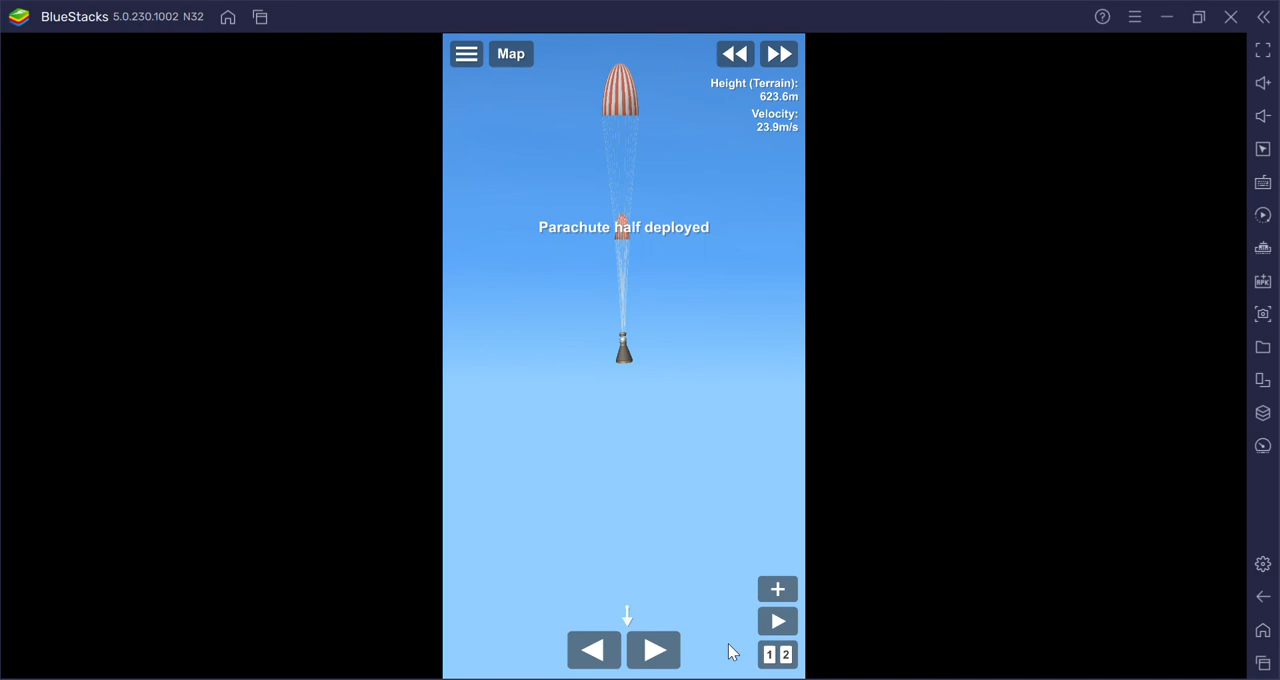 BlueStacks 5.0.230.1002 N32
Map
Height (Terrain):
623.6m
Velocity:
23.9m/s
Parachute half deployed
1 2